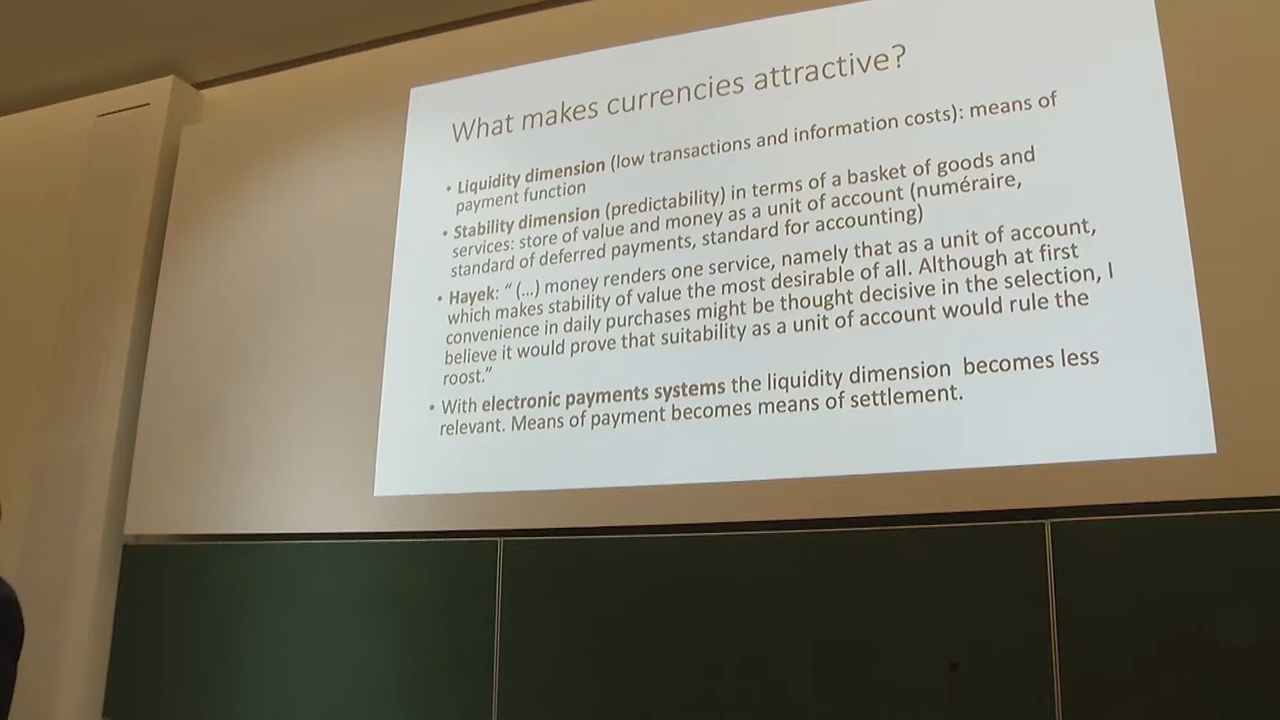 What makes currencies attractive?
• Liquidity dimension (low transactions and information costs): means of
payment function
• Stability dimension (predictability) in terms of a basket of goods and
services: store of value and money as a unit of account (numéraire,
standard of deferred payments, standard for accounting)
• Hayek: “ (...) money renders one service, namely that as a unit of account,
which makes stability of value the most desirable of all. Although at first
convenience in daily purchases might be thought decisive in the selection, I
believe it would prove that suitability as a unit of account would rule the
roost.”
• With electronic payments systems the liquidity dimension becomes less
relevant. Means of payment becomes means of settlement.